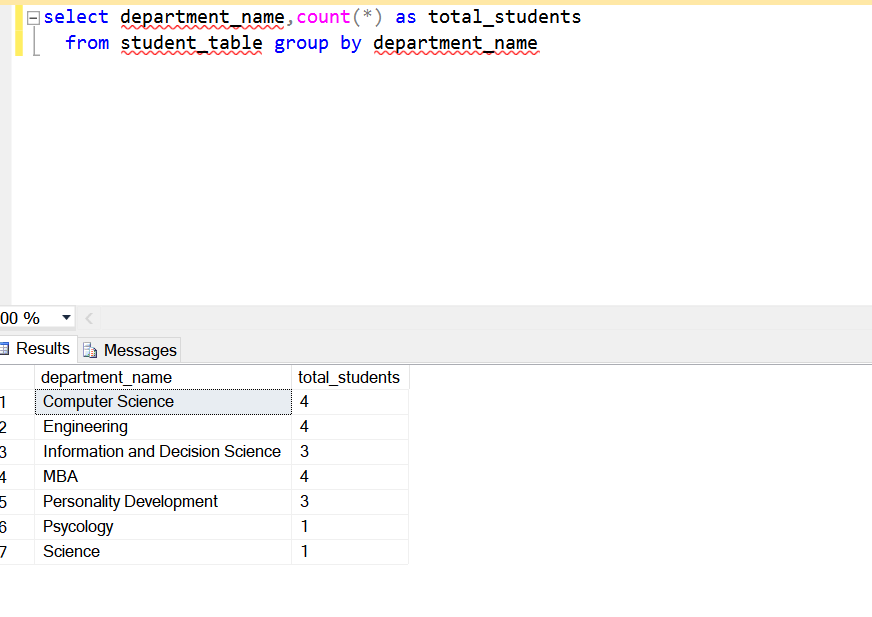 select department_name,count(*) as total_students
from student_table group by department_name
00 %
Results Messages
department_name total_students
1 Computer Science 4
2 Engineering 4
3 Information and Decision Science 3
4 MBA 4
5 Personality Development 3
6 Psycology 1
7 Science 1